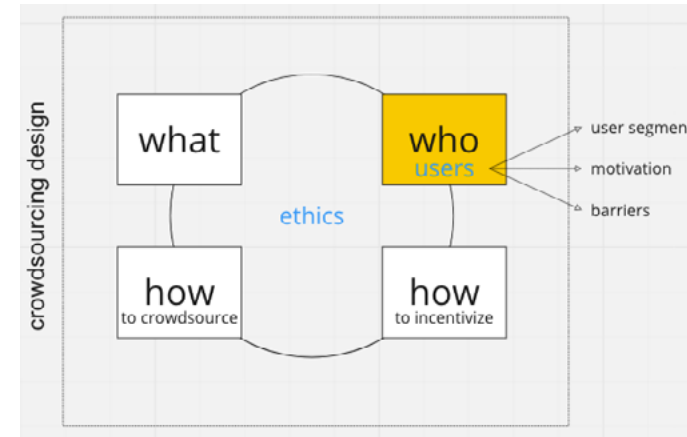 crowdsourcing design
what
who
users
user segmen
motivation
barriers
ethics
how
to crowdsource
how
to incentivize